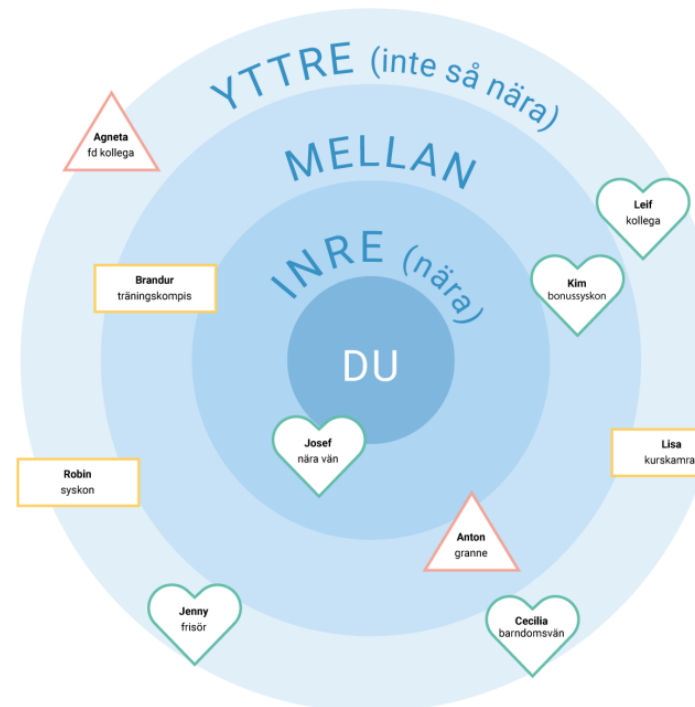 YTTRE (inte så nära)
MELLAN
INRE (nära)
DU
Agneta
fd kollega
Leif
kollega
Brandur
träningskompis
Kim
bonussyskon
Josef
nära vän
Lisa
kurskamra
Robin
syskon
Anton
granne
Jenny
frisör
Cecilia
barndomsvän